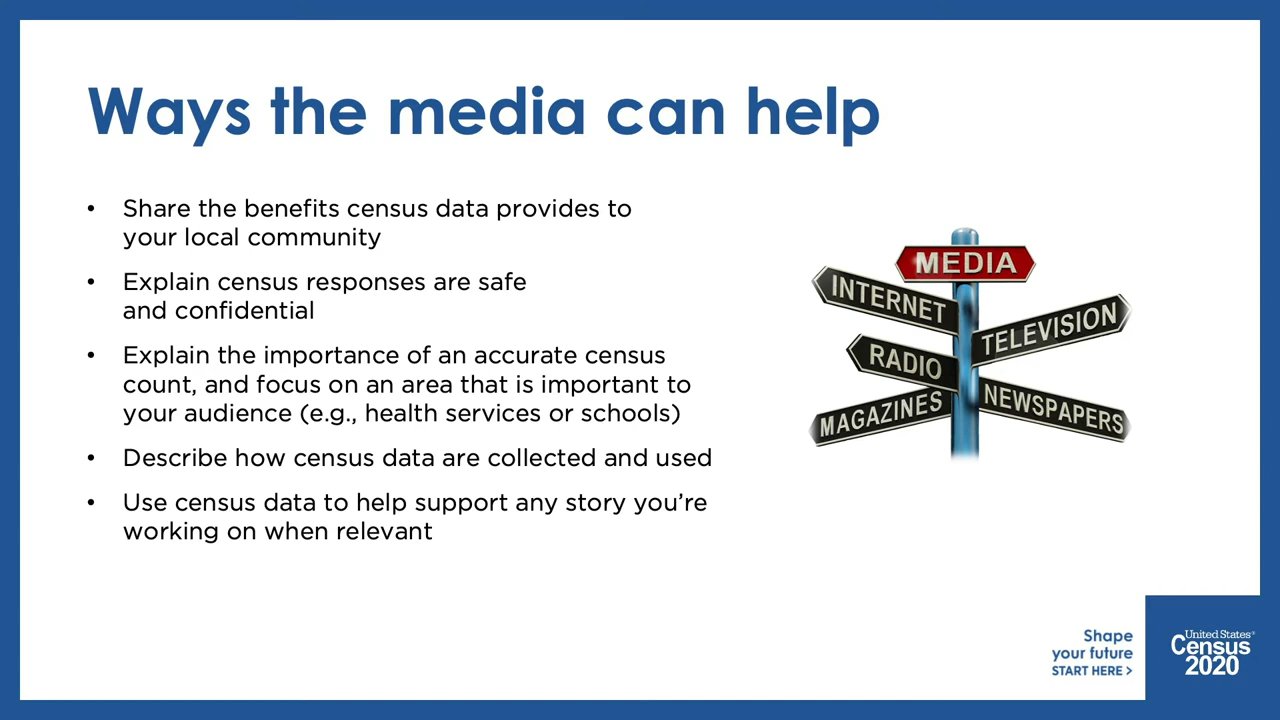 Ways the media can help
• Share the benefits census data provides to
your local community
• Explain census responses are safe
and confidential
• Explain the importance of an accurate census
count, and focus on an area that is important to
your audience (e.g., health services or schools)
• Describe how census data are collected and used
• Use census data to help support any story you’re
working on when relevant
MEDIA
INTERNET
TELEVISION
RADIO
MAGAZINES
NEWSPAPERS
Shape
your future
START HERE >
United States®
Census
2020